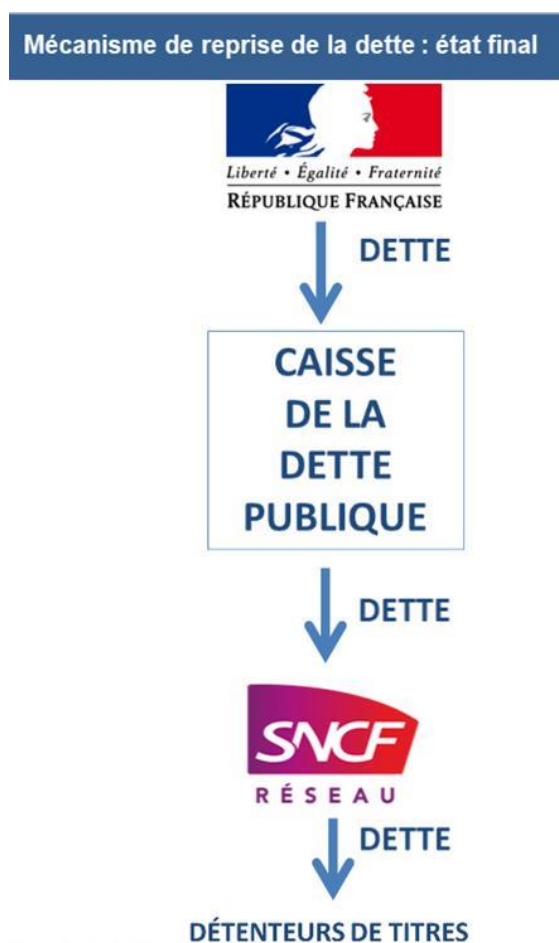 Mécanisme de reprise de la dette : état final
Liberté • Égalité • Fraternité
RÉPUBLIQUE FRANÇAISE
DETTE
CAISSE
DE LA
DETTE
PUBLIQUE
DETTE
SNCF
RÉSEAU
DETTE
DÉTENTEURS DE TITRES